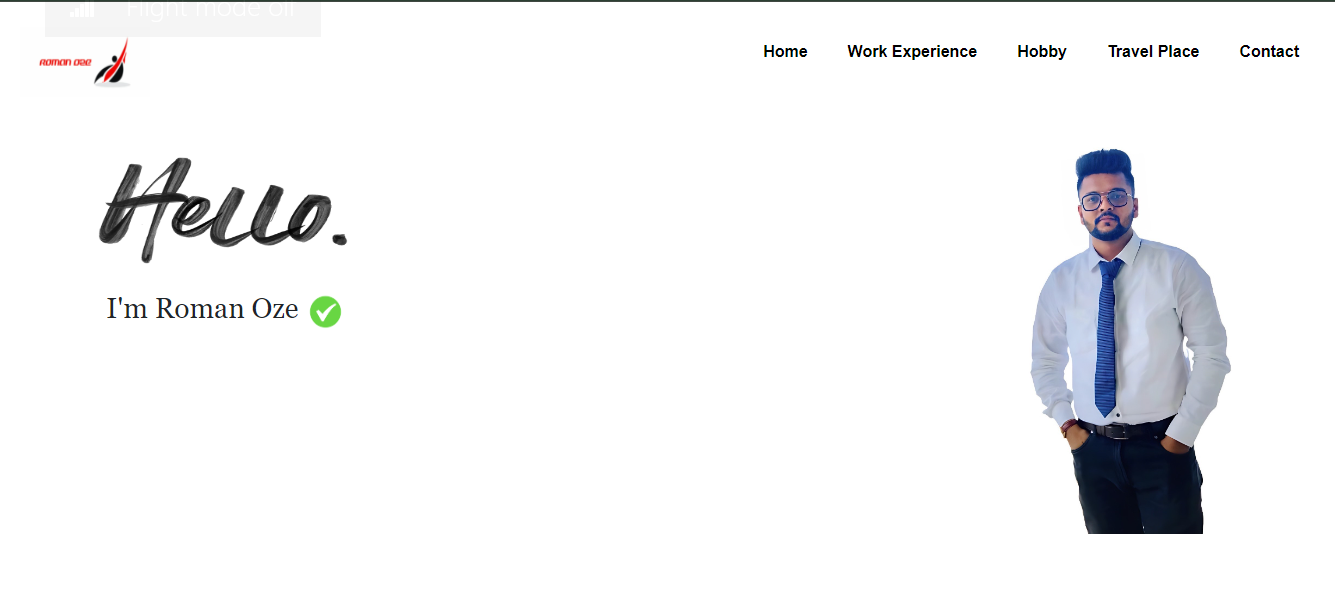 Flight mode off
ROMAN OZE
Home Work Experience Hobby Travel Place Contact
Hello.
I'm Roman Oze